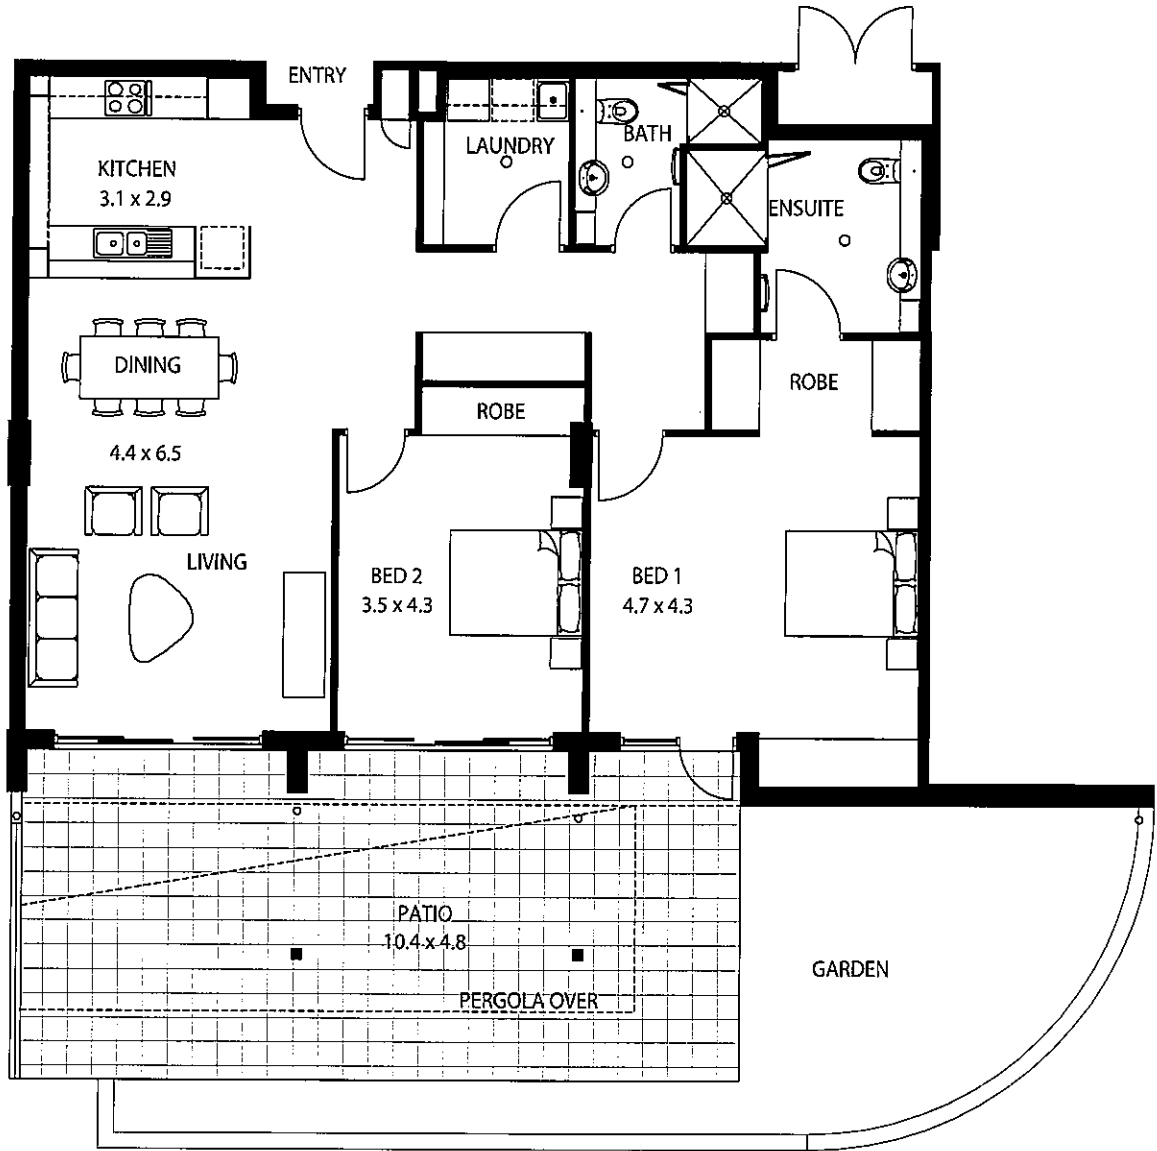 ENTRY
KITCHEN
3.1 x 2.9
LAUNDRY
BATH
ENSUITE
DINING
4.4 x 6.5
ROBE
ROBE
LIVING
BED 2
3.5 x 4.3
BED 1
4.7 x 4.3
PATIO
10.4 x 4.8
PERGOLA OVER
GARDEN